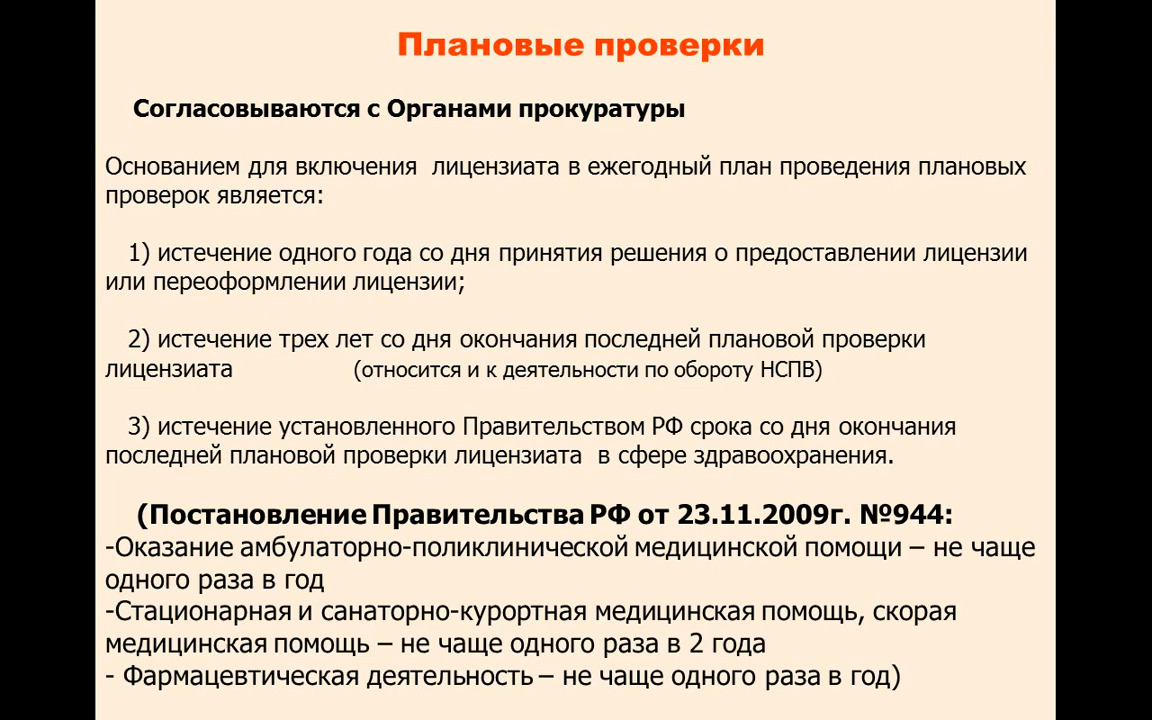 Плановые проверки
Согласовываются с Органами прокуратуры
Основанием для включения лицензиата в ежегодный план проведения плановых
проверок является:
1) истечение одного года со дня принятия решения о предоставлении лицензии
или переоформлении лицензии;
2) истечение трех лет со дня окончания последней плановой проверки
лицензиата (относится и к деятельности по обороту НСПВ)
3) истечение установленного Правительством РФ срока со дня окончания
последней плановой проверки лицензиата в сфере здравоохранения.
(Постановление Правительства РФ от 23.11.2009г. №944:
-Оказание амбулаторно-поликлинической медицинской помощи – не чаще
одного раза в год
-Стационарная и санаторно-курортная медицинская помощь, скорая
медицинская помощь – не чаще одного раза в 2 года
- Фармацевтическая деятельность – не чаще одного раза в год)